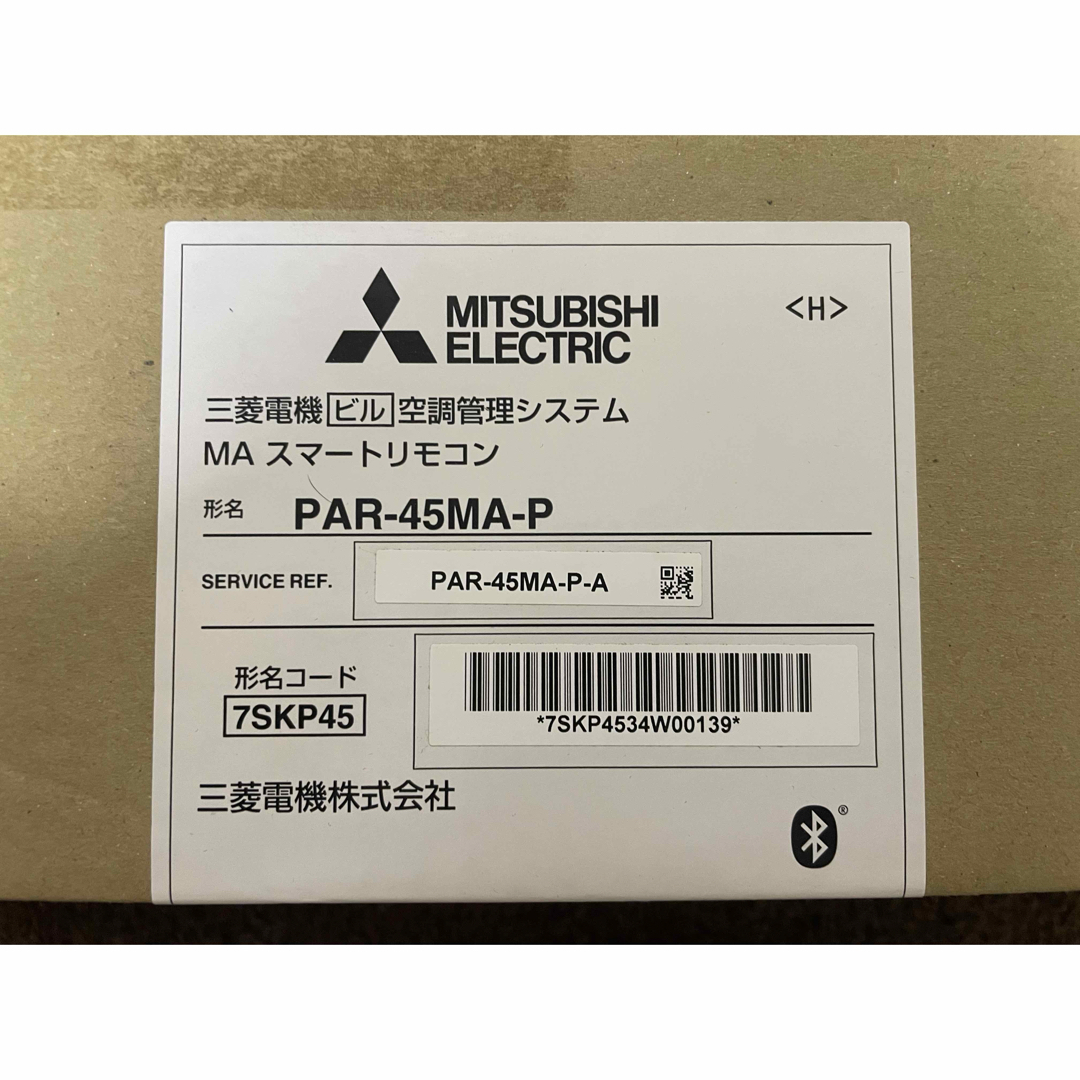 MITSUBISHI
ELECTRIC
<H>
三菱電機 ビル 空調管理システム
MA スマートリモコン
形名 PAR-45MA-P
SERVICE REF. PAR-45MA-P-A
形名コード
7SKP45
*7SKP4534W00139*
三菱電機株式会社
®